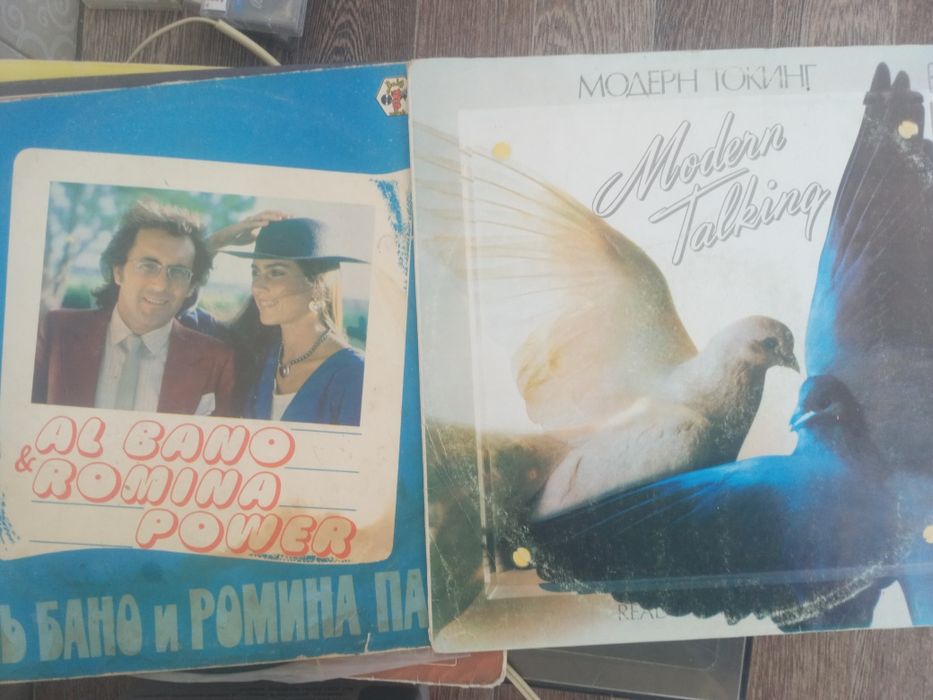 AL BANO
& ROMINA
POWER
Ь БАНО и РОМИНА ПА
МОДЕРН ТОКИНГ
Modern
Talking